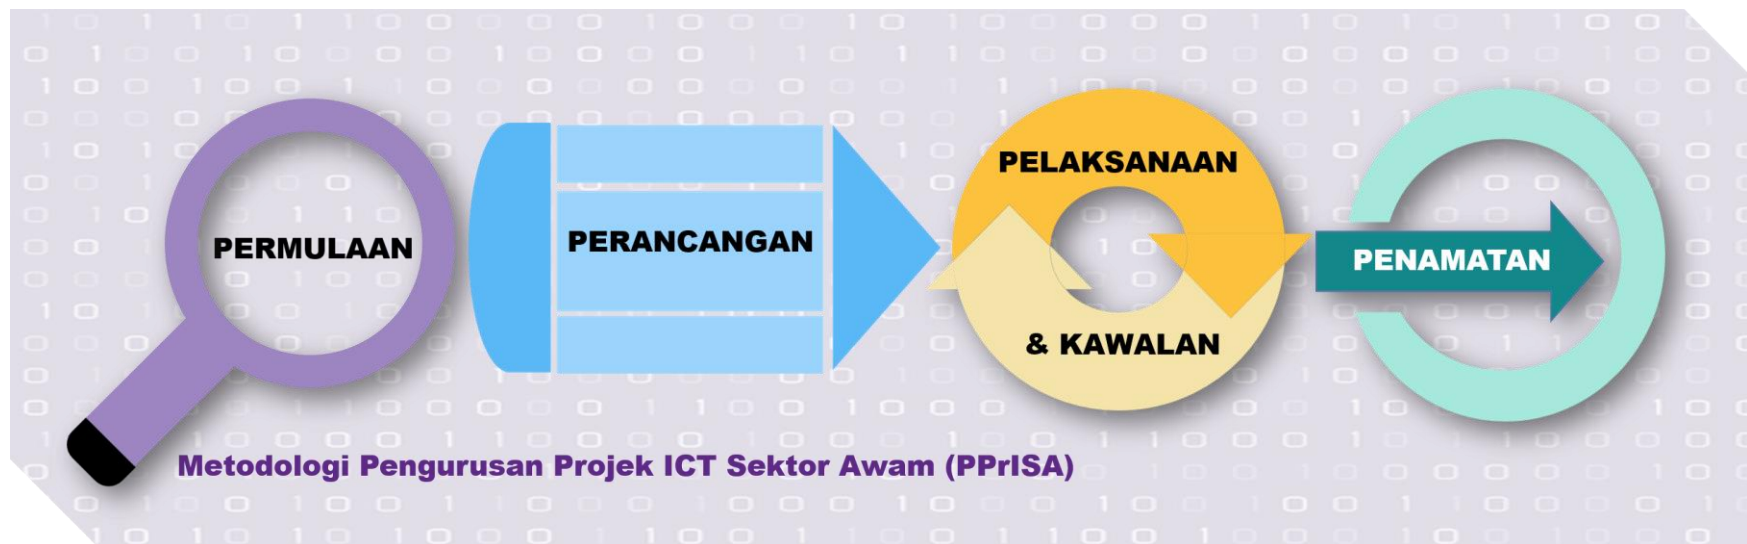 PERMULAAN
PERANCANGAN
PELAKSANAAN
& KAWALAN
PENAMATAN
Metodologi Pengurusan Projek ICT Sektor Awam (PPrISA)